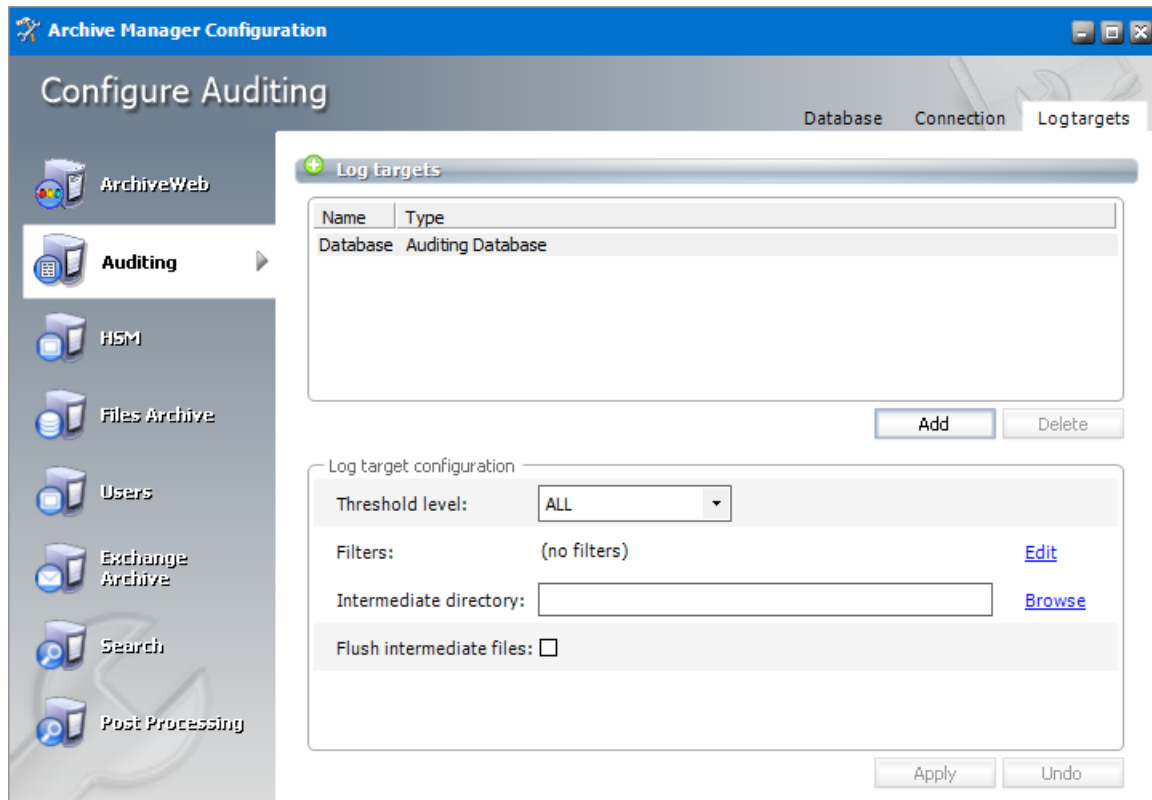 Archive Manager Configuration
Configure Auditing
Database Connection Logtargets
ArchiveWeb
Auditing
HSM
Files Archive
Users
Exchange
Archive
Search
Post Processing
Log targets
Name Type
Database Auditing Database
Add Delete
Log target configuration
Threshold level: ALL
Filters: (no filters) Edit
Intermediate directory: Browse
Flush intermediate files:
Apply Undo